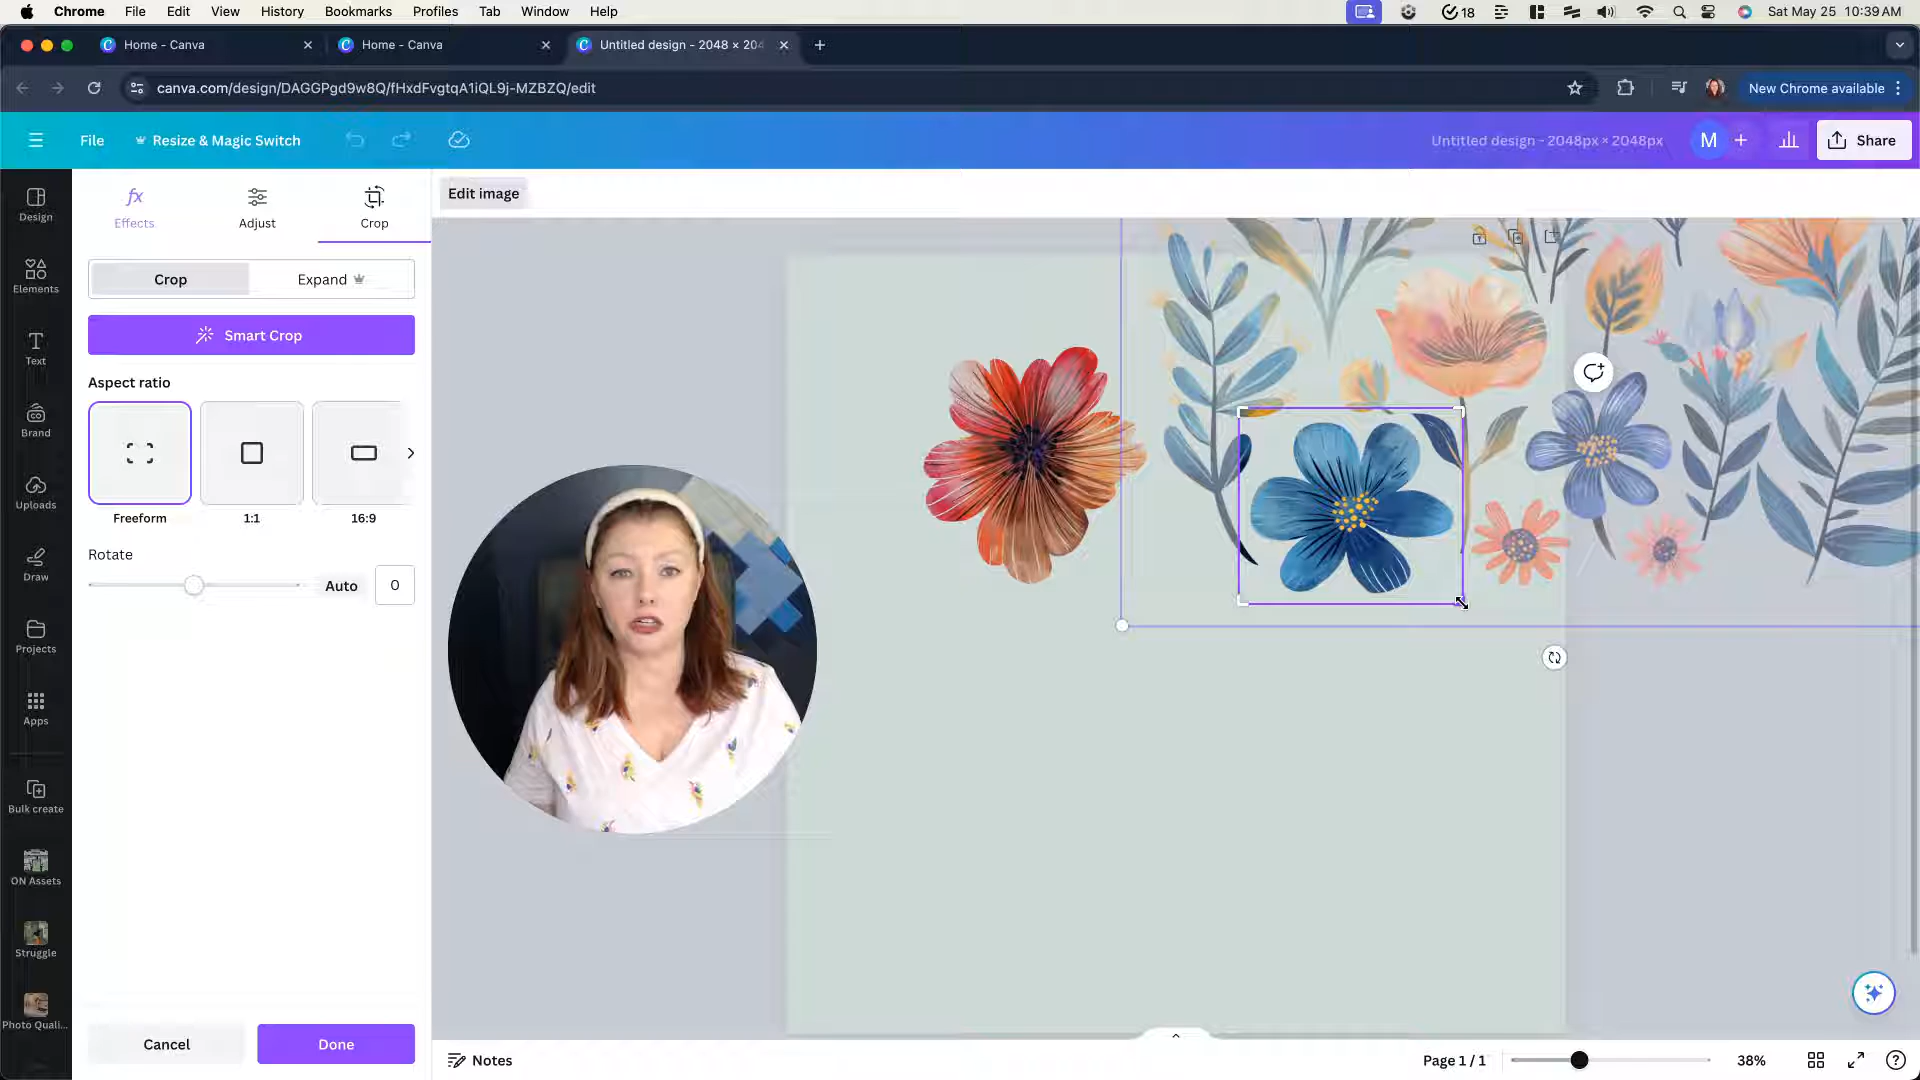 Chrome File Edit View History Bookmarks Profiles Tab Window Help 18 Sat May 25 10:39 AM
Home - Canva Home - Canva Untitled design - 2048 × 204
canva.com/design/DAGGPgd9w8Q/fHxdFvgtqA1iQL9j-MZBZQ/edit New Chrome available
File Resize & Magic Switch Untitled design - 2048px × 2048px M Share
Design
Elements
Text
Brand
Uploads
Draw
Projects
Apps
Bulk create
ON Assets
Struggle
Photo Quali...
fx
Effects Adjust Crop
Edit image
Crop Expand
Smart Crop
Aspect ratio
Freeform 1:1 16:9
Rotate
Auto 0
Cancel Done
Notes Page 1 / 1 38%